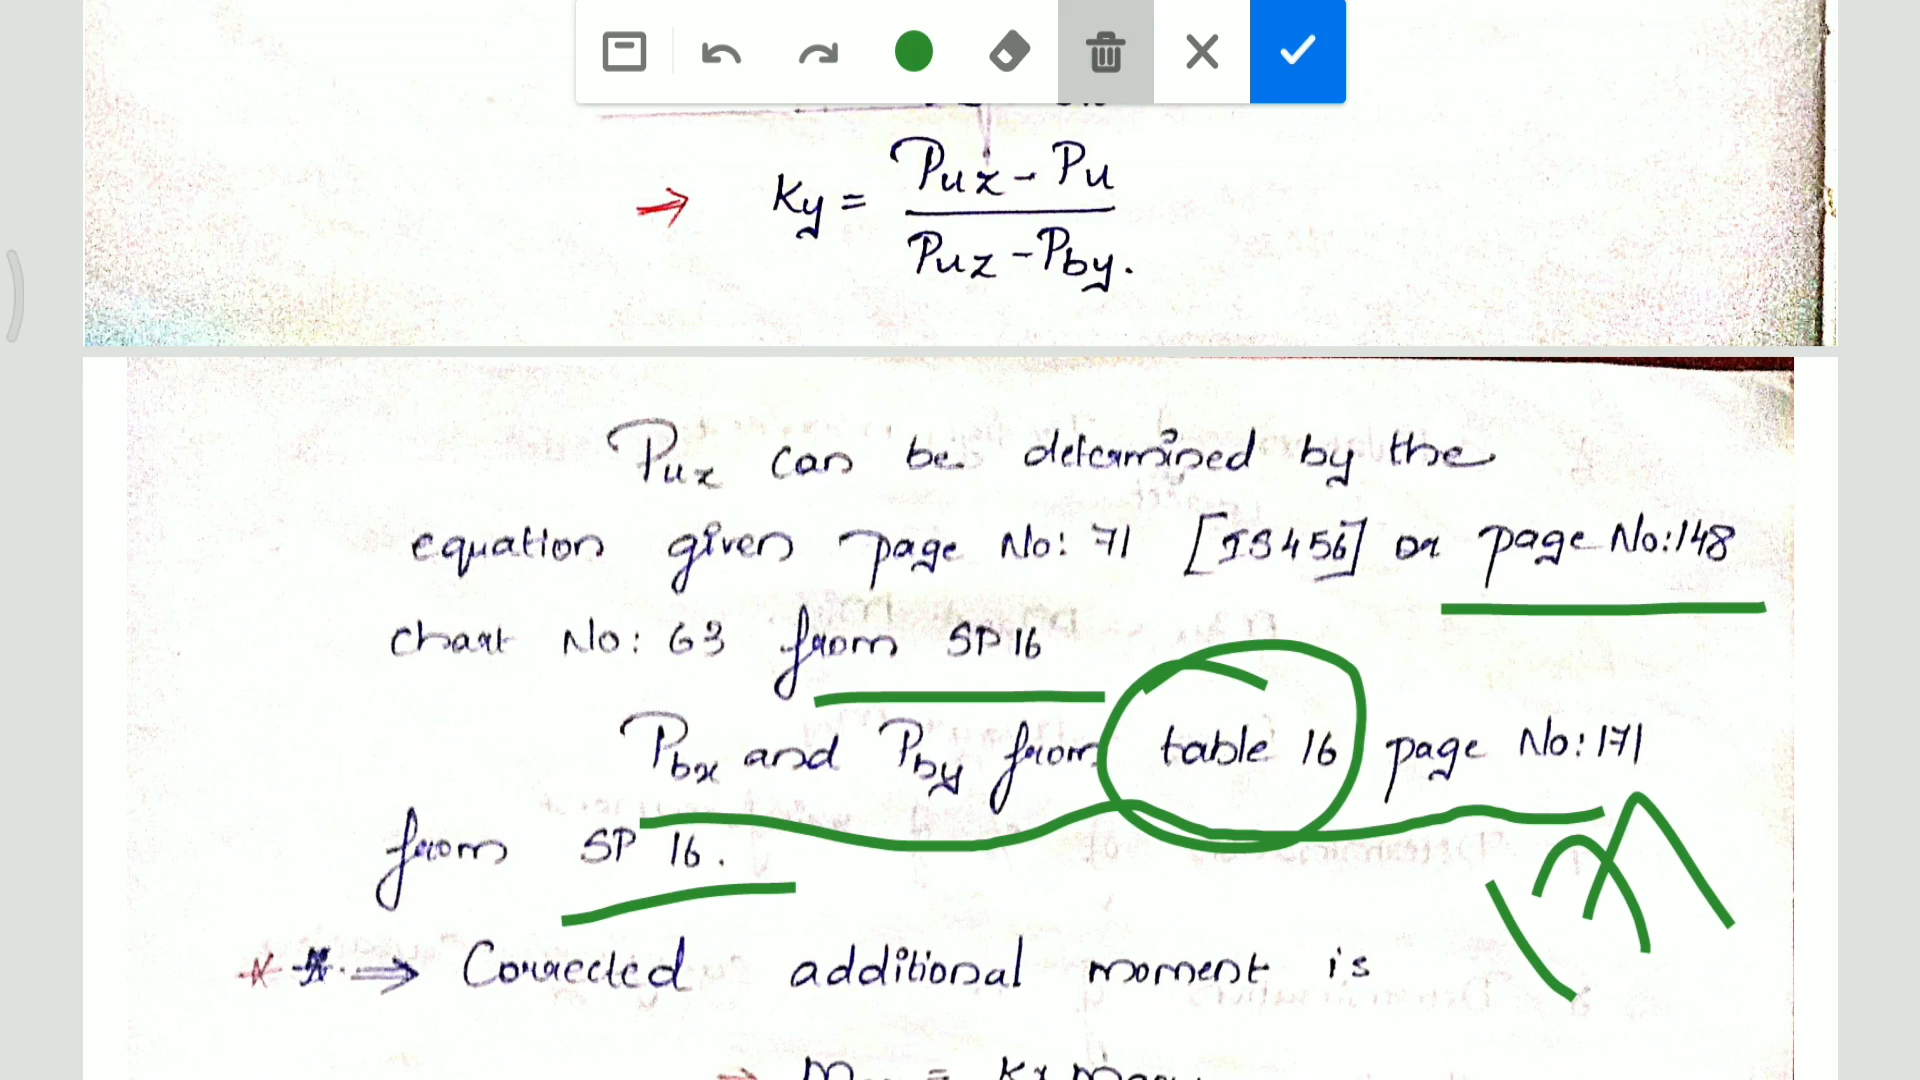 → Ky = Puz - Pu / Puz - Pby.
Puz can be determined by the
equation given page No: 71 [IS456] or page No:148
chart No: 63 from SP16
Pbx and Pby from table 16 page No:171
from SP 16.
⇒ Corrected additional moment is